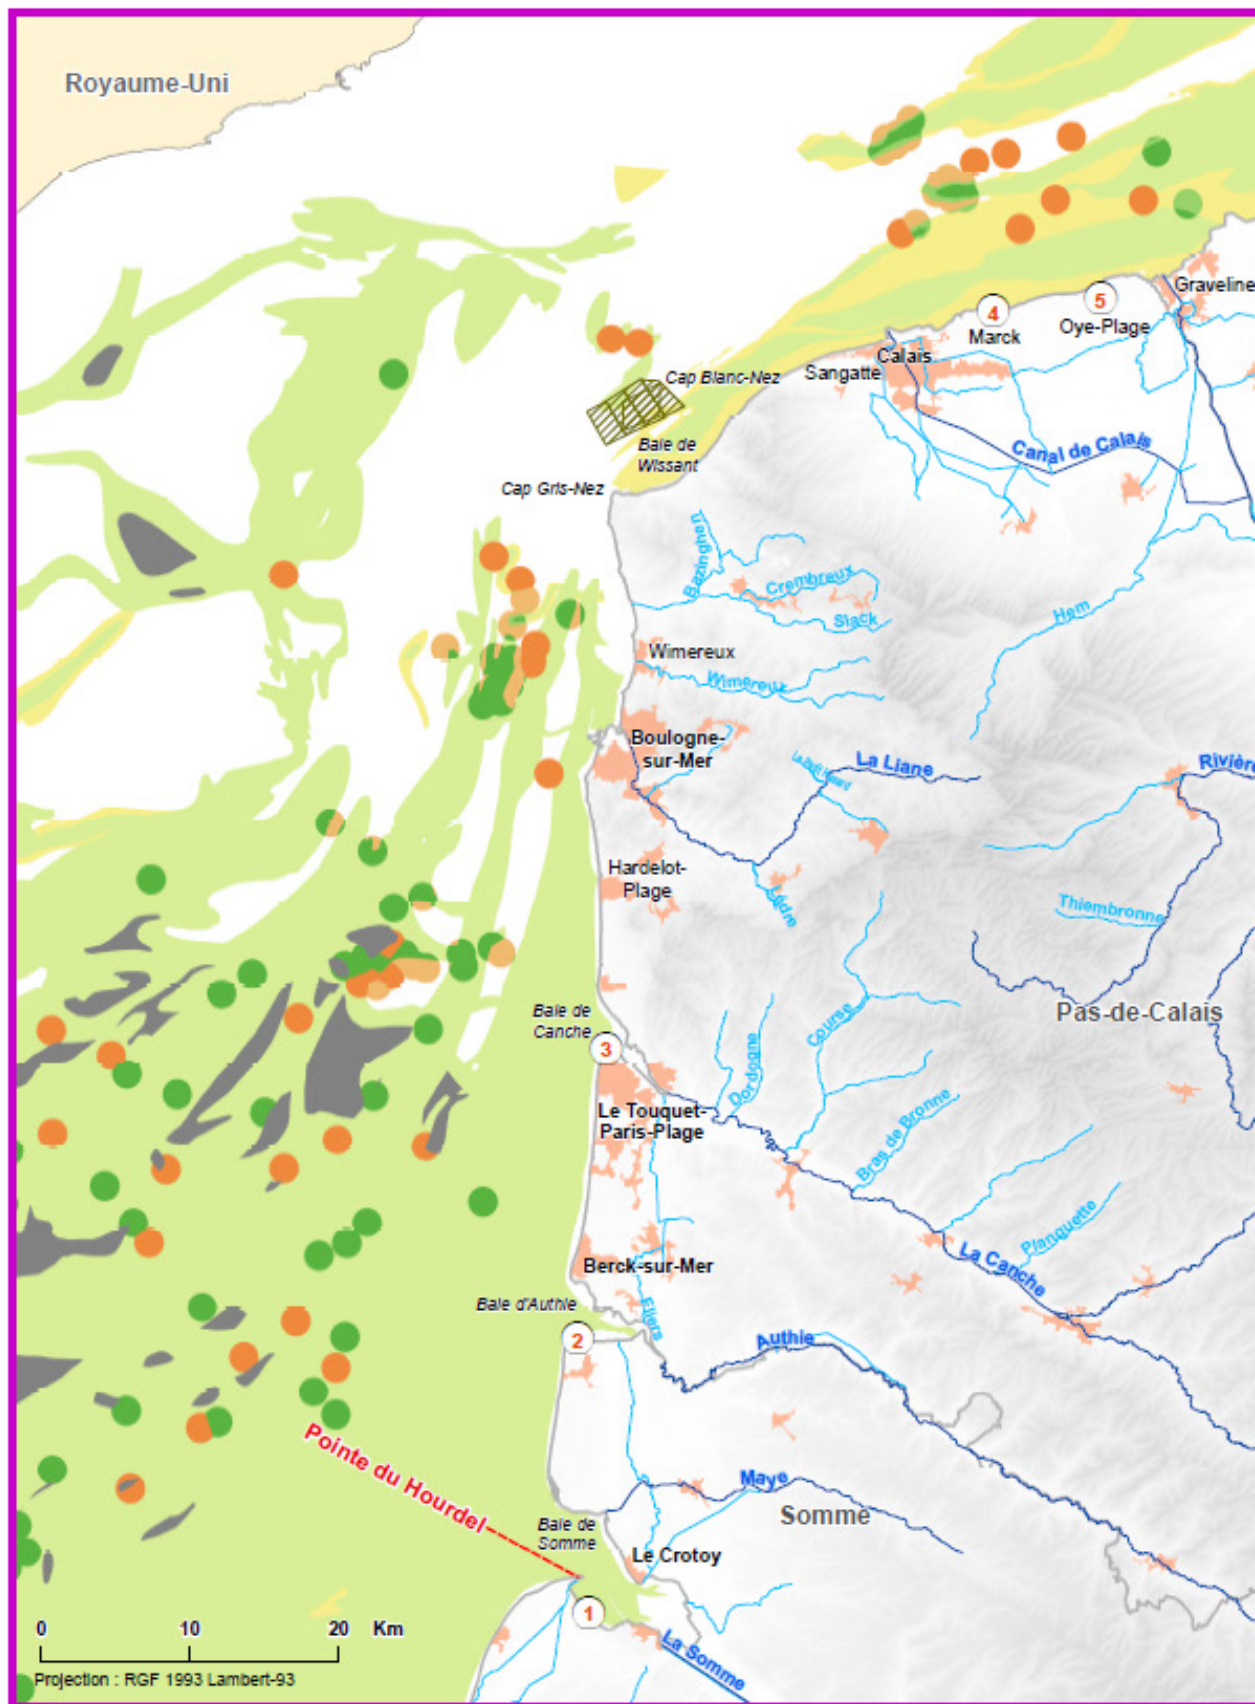 Royaume-Uni
Graveline
4
5
Marck
Oye-Plage
Calais
Sangatte
Cap Blanc-Nez
Baie de
Wissant
Canal de Calais
Cap Gris-Nez
Bazinghen
Crembreux
Slack
Hem
Wimereux
Wimereux
Boulogne-
sur-Mer
La Liane
Rivière
Hardelot-
Plage
Lédre
Thiembronne
Pas-de-Calais
Baie de
Canche
3
Course
Dordogne
Le Touquet-
Paris-Plage
Bras de Bronne
Planquette
La Canche
Berck-sur-Mer
Baie d'Authie
Fliers
2
Authie
Pointe du Hourdel
Maye
Somme
Baie de
Somme
Le Crotoy
1
La Somme
0 10 20 Km
Projection : RGF 1993 Lambert-93